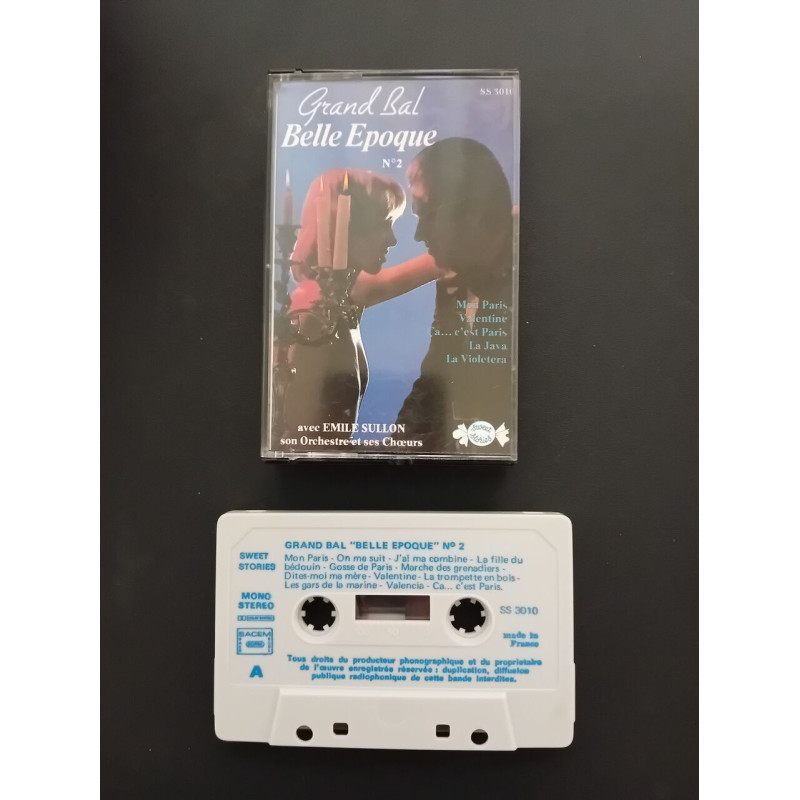 Grand Bal
SS 3010
Belle Epoque
N°2
Mon Paris
Valentine
Ça... c'est Paris
La Java
La Violetera
avec EMILE SULLON
son Orchestre et ses Chœurs
Sweet
Stories
GRAND BAL "BELLE EPOQUE" Nº 2
SWEET
STORIES
Mon Paris - On me suit - J'ai ma combine - La fille du
bédouin - Gosse de Paris - Marche des grenadiers -
Dites-moi ma mère - Valentine - La trompette en bois -
Les gars de la marine - Valencia - Ca... c'est Paris.
MONO
STEREO
SS 3010
SACEM
made in
France
A
Tous droits du producteur phonographique et du propriétaire
de l'œuvre enregistrée réservés : duplication, diffusion
publique radiophonique de cette bande interdites.